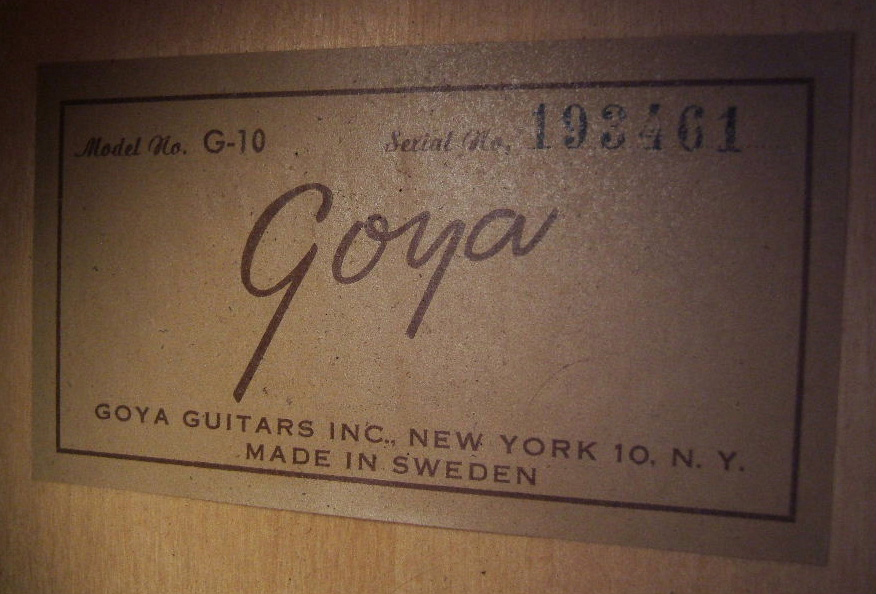 Model No. G-10 Serial No. 193461
Goya
GOYA GUITARS INC., NEW YORK 10, N. Y.
MADE IN SWEDEN